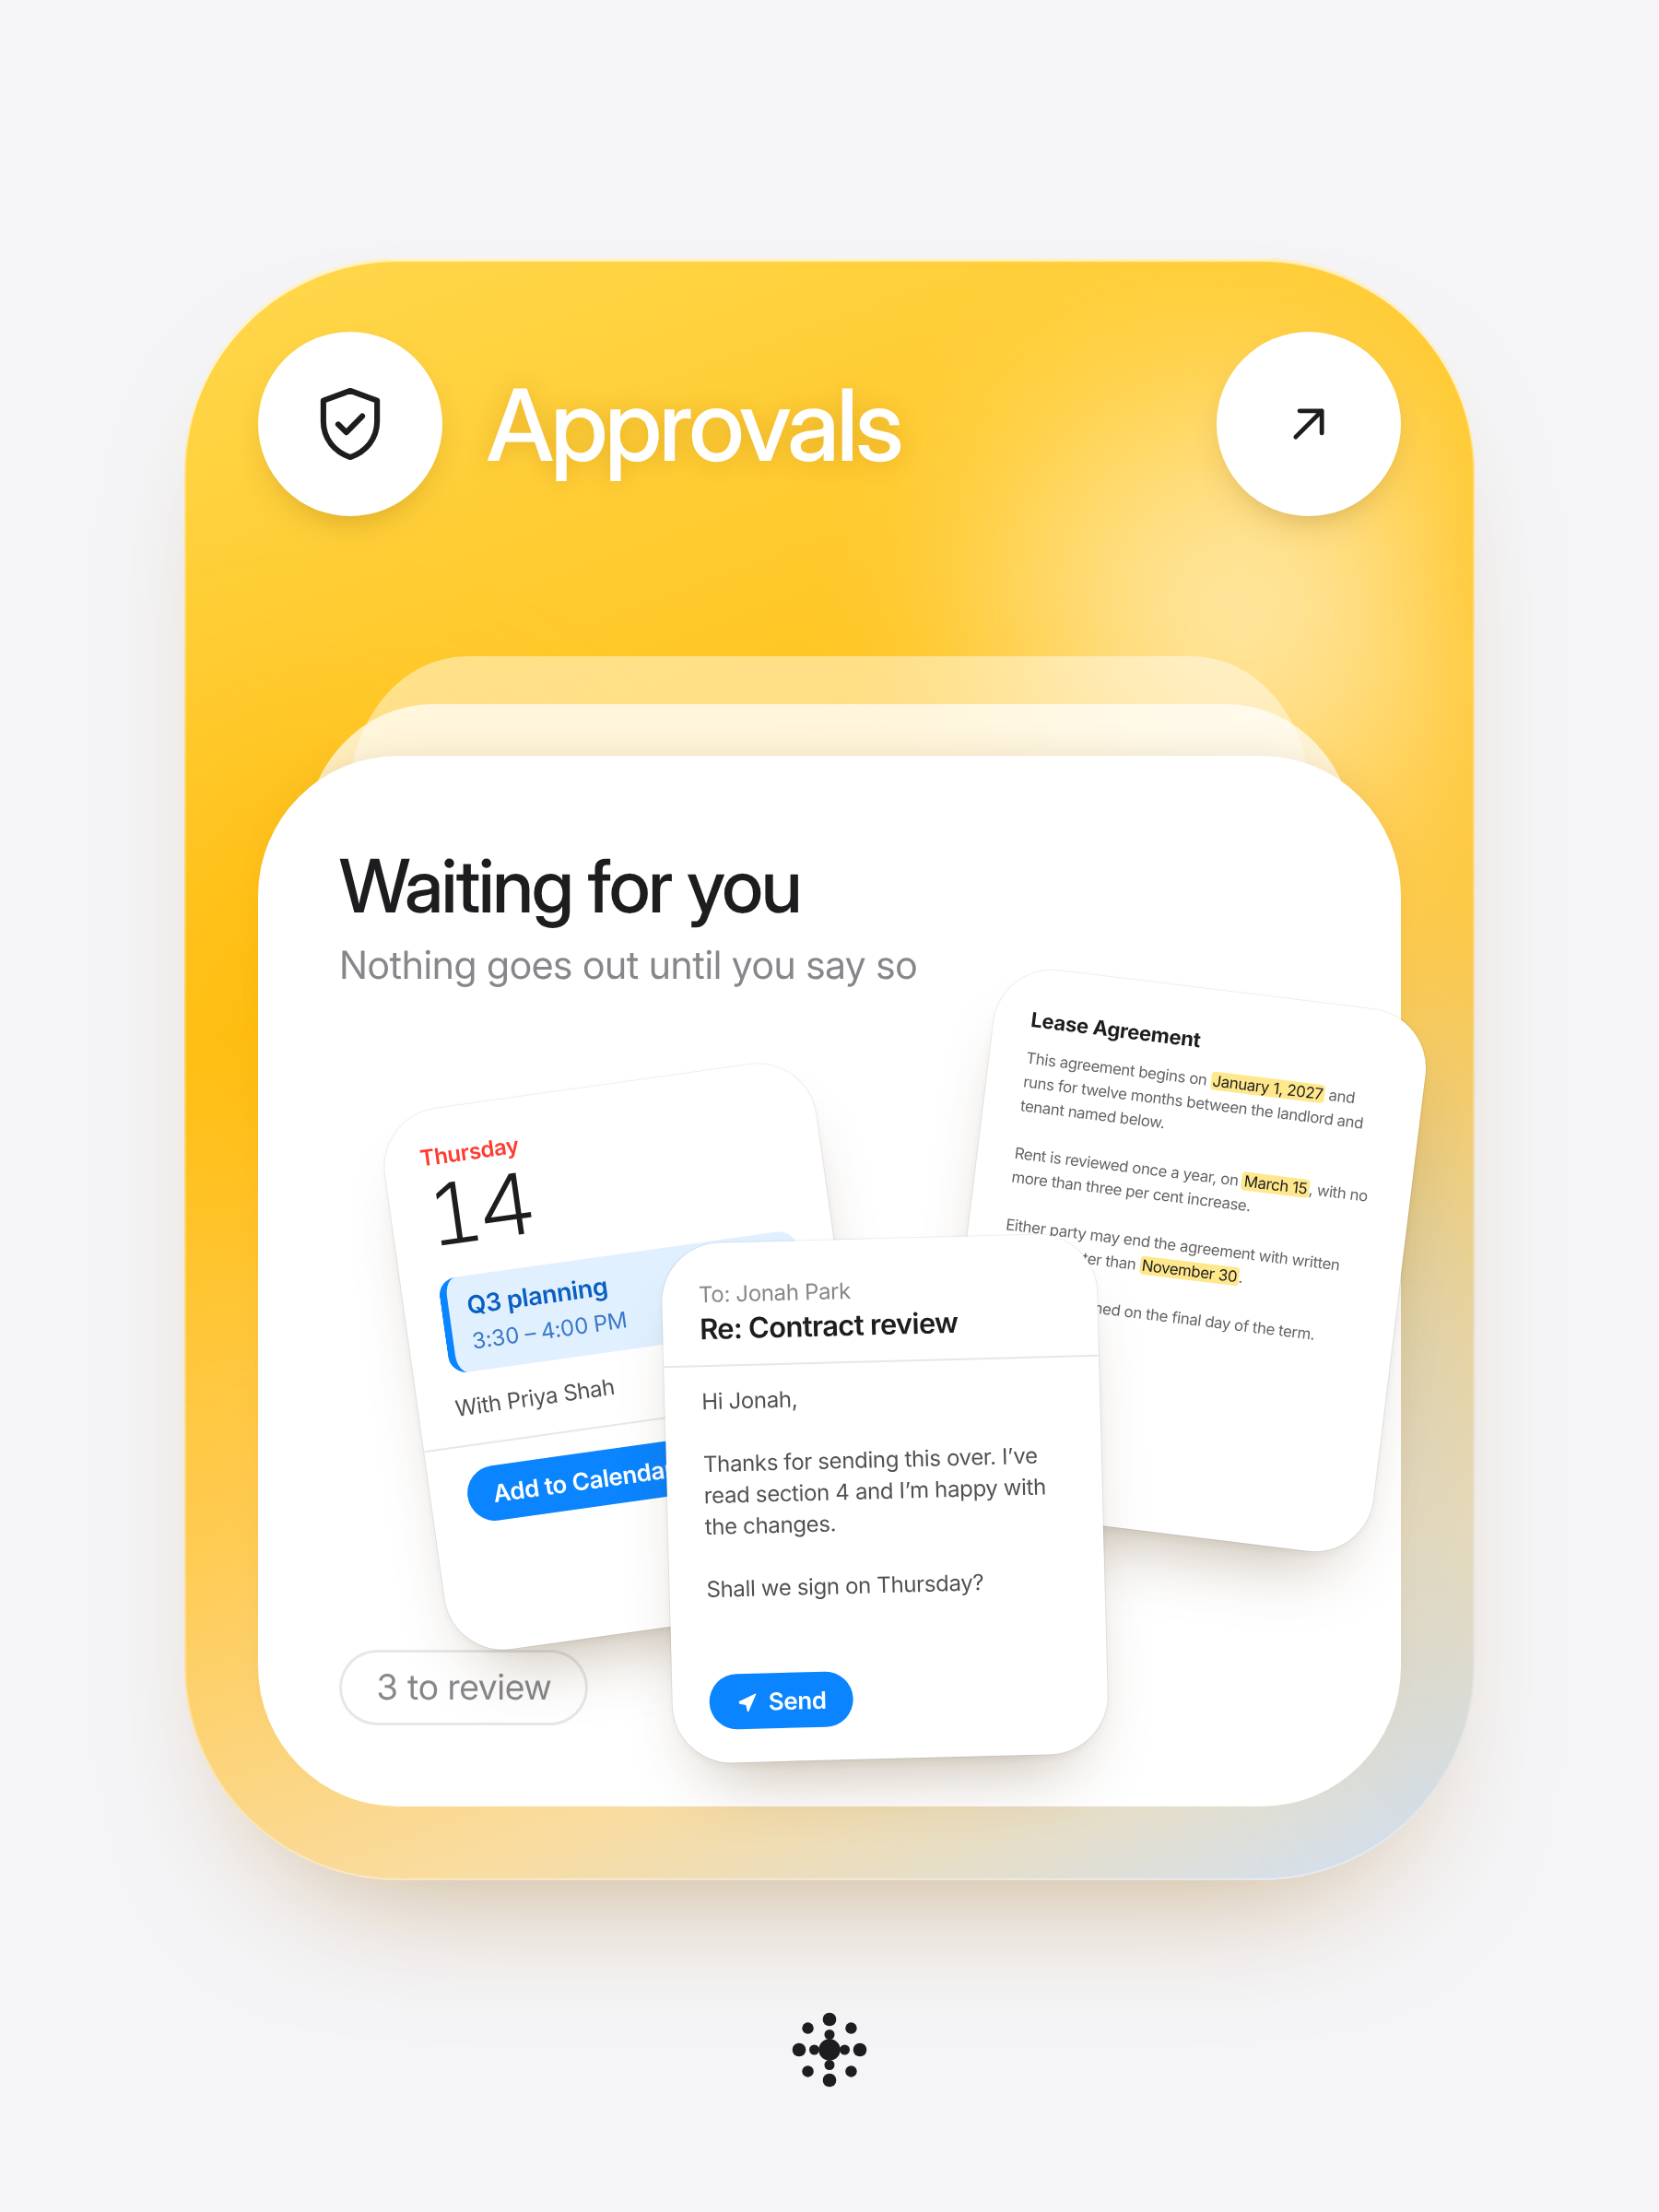 Approvals
Waiting for you
Nothing goes out until you say so
Thursday
14
Q3 planning
3:30 – 4:00 PM
With Priya Shah
Add to Calendar
Lease Agreement
This agreement begins on January 1, 2027 and
runs for twelve months between the landlord and
tenant named below.
Rent is reviewed once a year, on March 15, with no
more than three per cent increase.
Either party may end the agreement with written
than November 30.
on the final day of the term.
To: Jonah Park
Re: Contract review
Hi Jonah,
Thanks for sending this over. I’ve
read section 4 and I’m happy with
the changes.
Shall we sign on Thursday?
Send
3 to review